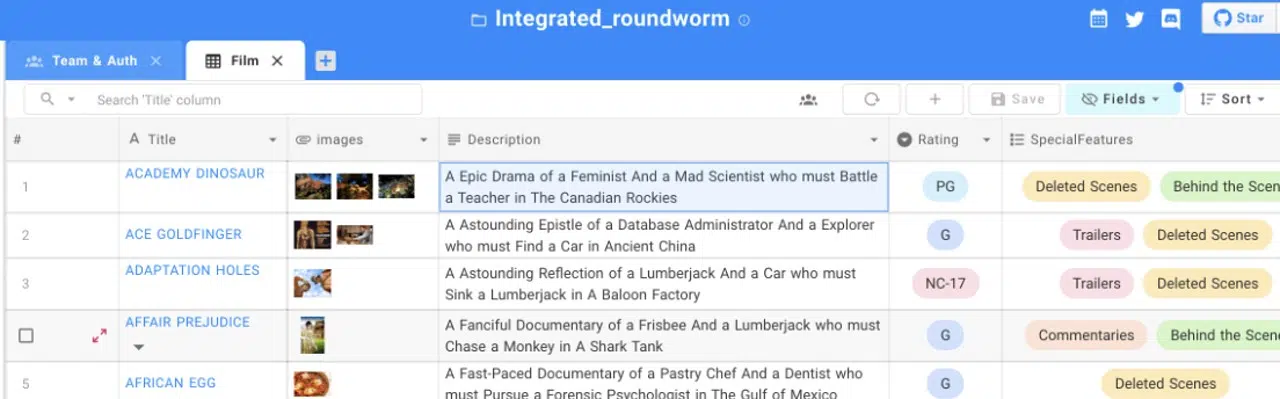 Integrated_roundworm
Star
Team & Auth
Film
Search 'Title' column
Save
Fields
Sort
# Title images Description Rating SpecialFeatures
1 ACADEMY DINOSAUR A Epic Drama of a Feminist And a Mad Scientist who must Battle
a Teacher in The Canadian Rockies
PG Deleted Scenes Behind the Scen
2 ACE GOLDFINGER A Astounding Epistle of a Database Administrator And a Explorer
who must Find a Car in Ancient China
G Trailers Deleted Scenes
3 ADAPTATION HOLES A Astounding Reflection of a Lumberjack And a Car who must
Sink a Lumberjack in A Baloon Factory
NC-17 Trailers Deleted Scenes
AFFAIR PREJUDICE A Fanciful Documentary of a Frisbee And a Lumberjack who must
Chase a Monkey in A Shark Tank
G Commentaries Behind the Scene
5 AFRICAN EGG A Fast-Paced Documentary of a Pastry Chef And a Dentist who
must Pursue a Forensic Psychologist in The Gulf of Mexico
G Deleted Scenes